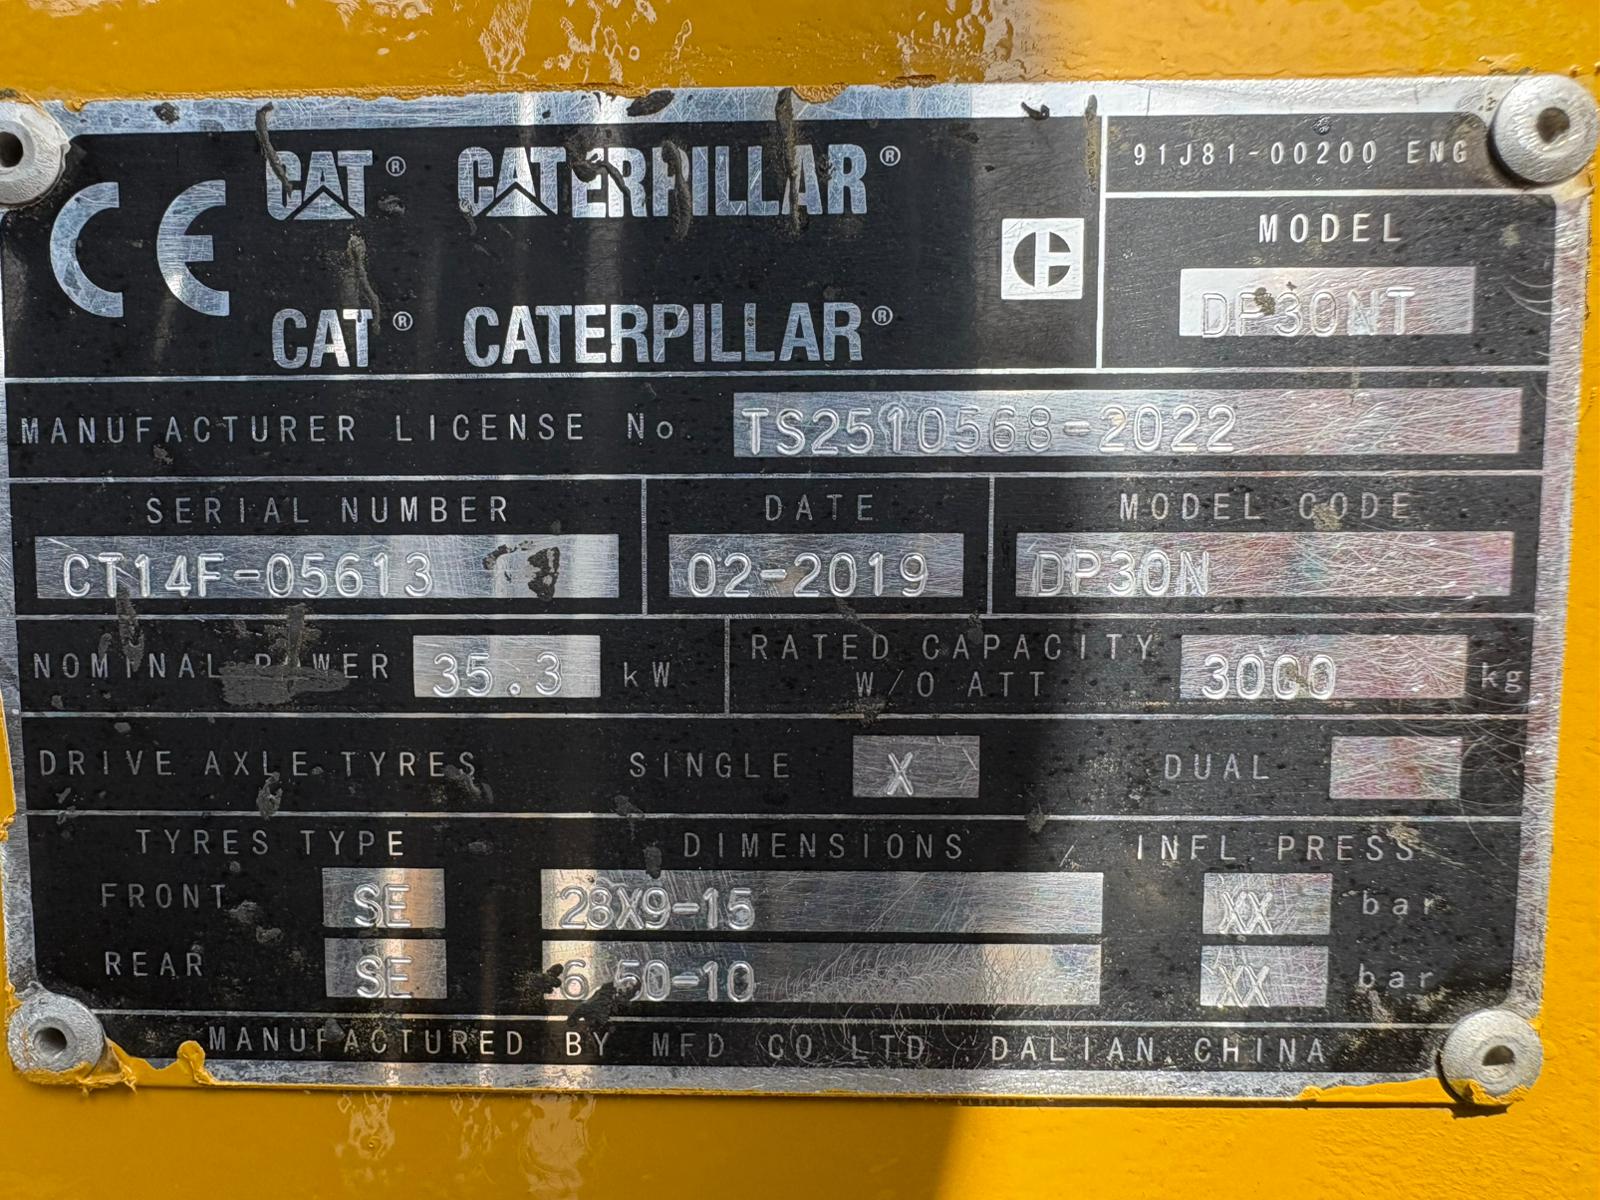 CE CAT® CATERPILLAR®
CAT® CATERPILLAR®
91J81-00200 ENG
MODEL
DP30NT
MANUFACTURER LICENSE No. TS2510568-2022
SERIAL NUMBER DATE MODEL CODE
CT14F-05613 02-2019 DP30N
NOMINAL POWER 35.3 kW RATED CAPACITY W/O ATT 3000 kg
DRIVE AXLE TYRES SINGLE X DUAL
TYRES TYPE DIMENSIONS INFL. PRESS
FRONT SE 28X9-15 XX bar
REAR SE 6.50-10 XX bar
MANUFACTURED BY MFD CO.LTD. DALIAN.CHINA